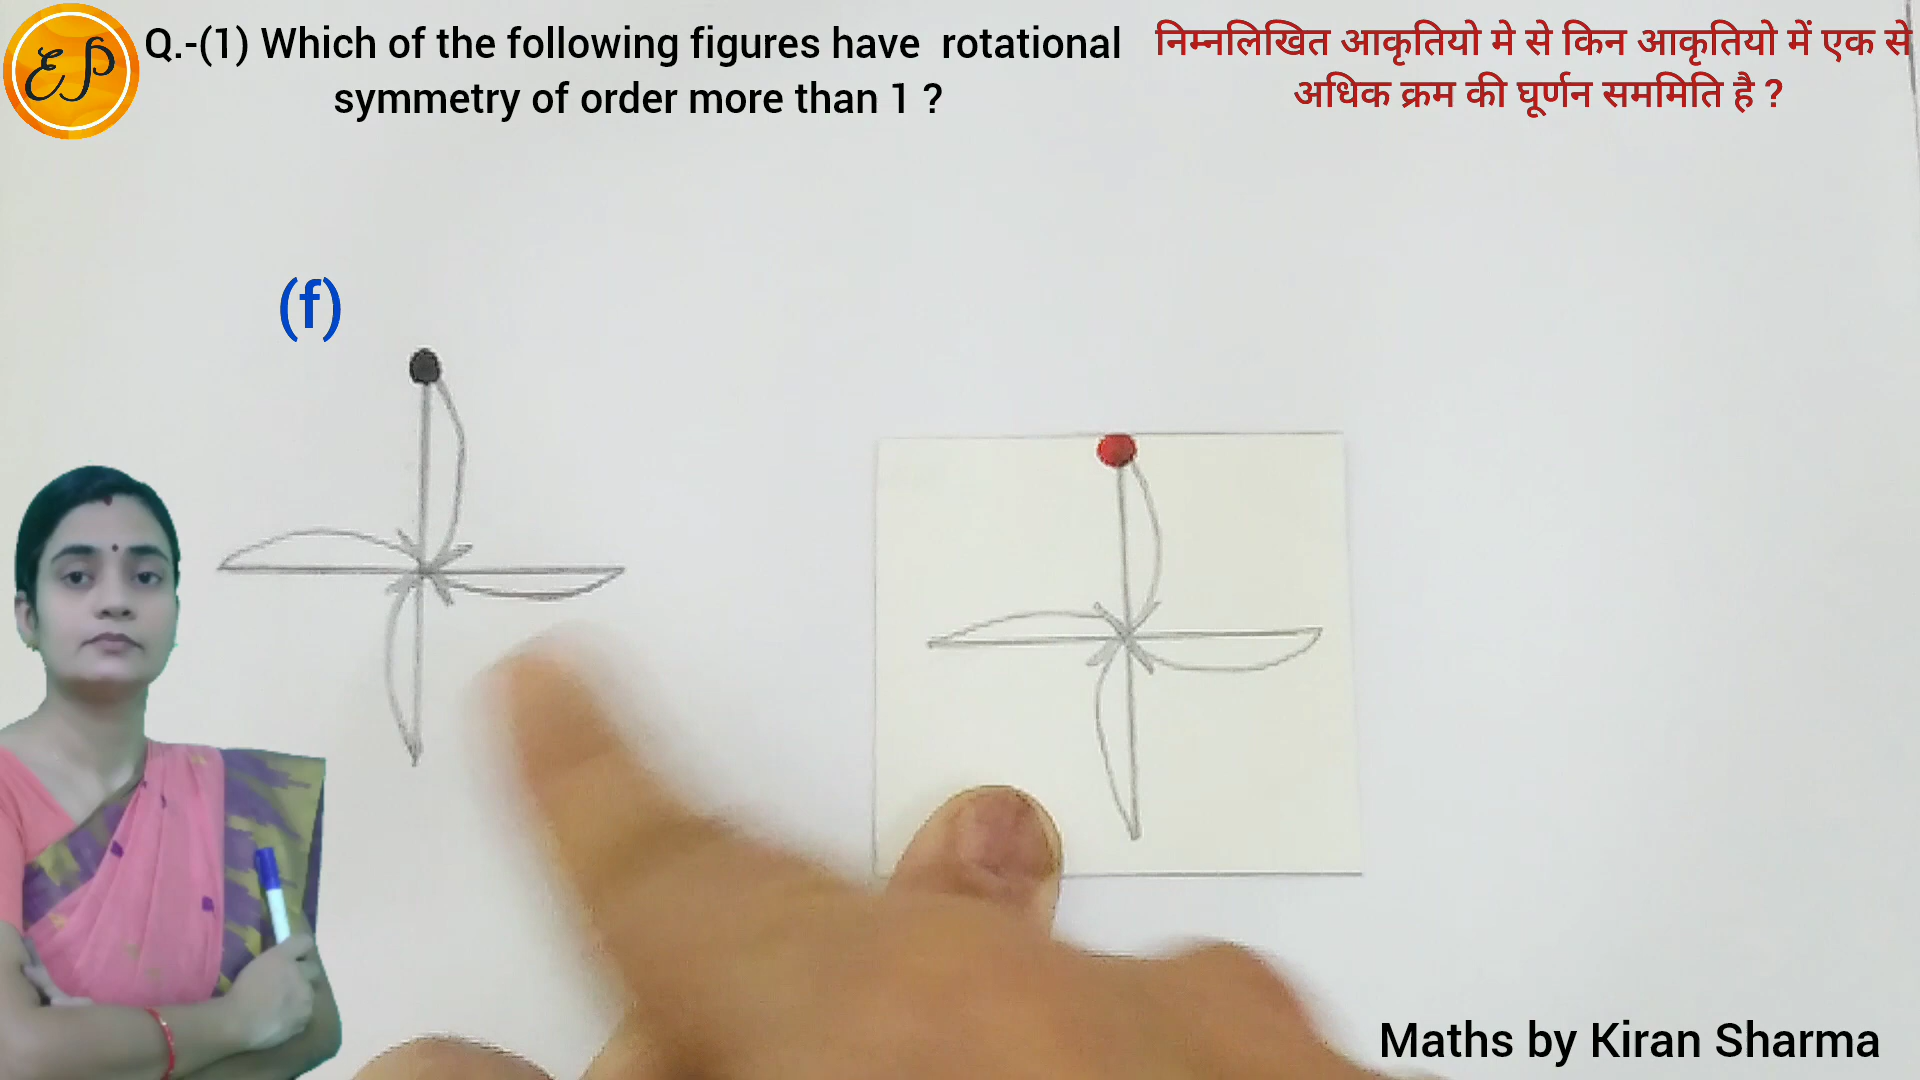 EP
Q.-(1) Which of the following figures have rotational
symmetry of order more than 1 ?
निम्नलिखित आकृतियो मे से किन आकृतियो में एक से
अधिक क्रम की घूर्णन सममिति है ?
(f)
Maths by Kiran Sharma